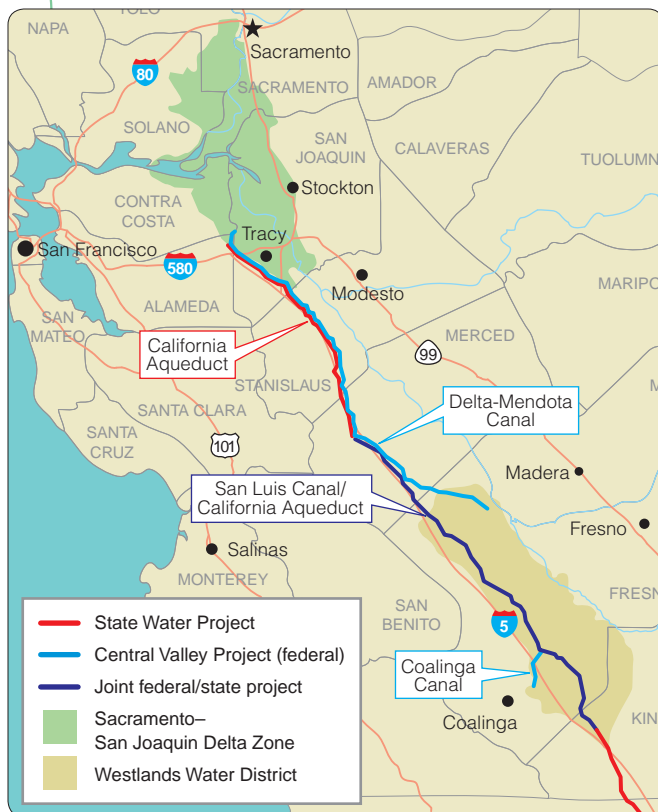 NAPA
YOLO
Sacramento
80
SACRAMENTO
AMADOR
SOLANO
SAN
JOAQUIN
CALAVERAS
TUOLUMN
Stockton
CONTRA
COSTA
Tracy
San Francisco
580
Modesto
MARIPO
ALAMEDA
SAN
MATEO
California
Aqueduct
MERCED
99
STANISLAUS
SANTA CLARA
Delta-Mendota
Canal
M
SANTA
CRUZ
101
San Luis Canal/
California Aqueduct
Madera
Fresno
Salinas
MONTEREY
FRESN
SAN
BENITO
5
Coalinga
Canal
Coalinga
KIN
State Water Project
Central Valley Project (federal)
Joint federal/state project
Sacramento–
San Joaquin Delta Zone
Westlands Water District